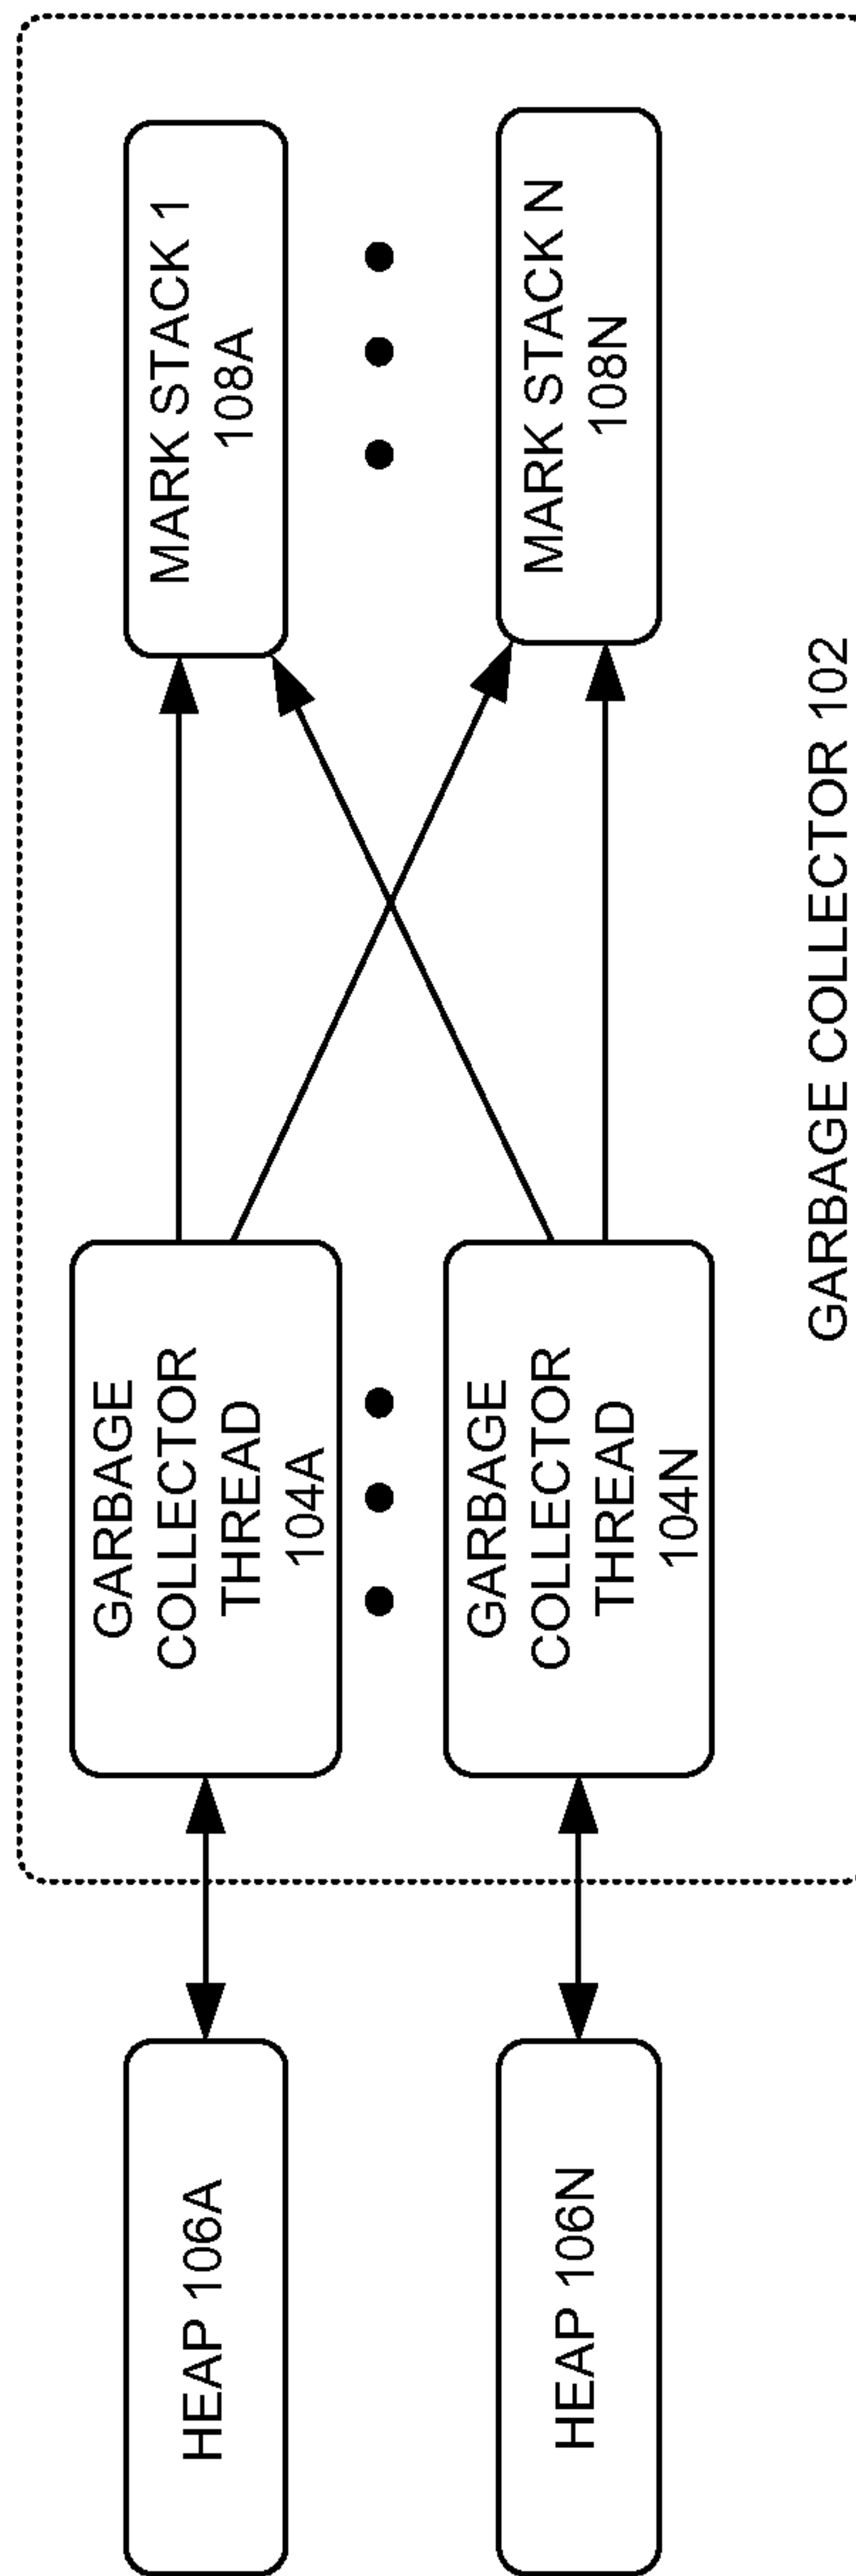 HEAP 106A
GARBAGE
COLLECTOR
THREAD
104A
MARK STACK 1
108A
HEAP 106N
GARBAGE
COLLECTOR
THREAD
104N
MARK STACK N
108N
GARBAGE COLLECTOR 102